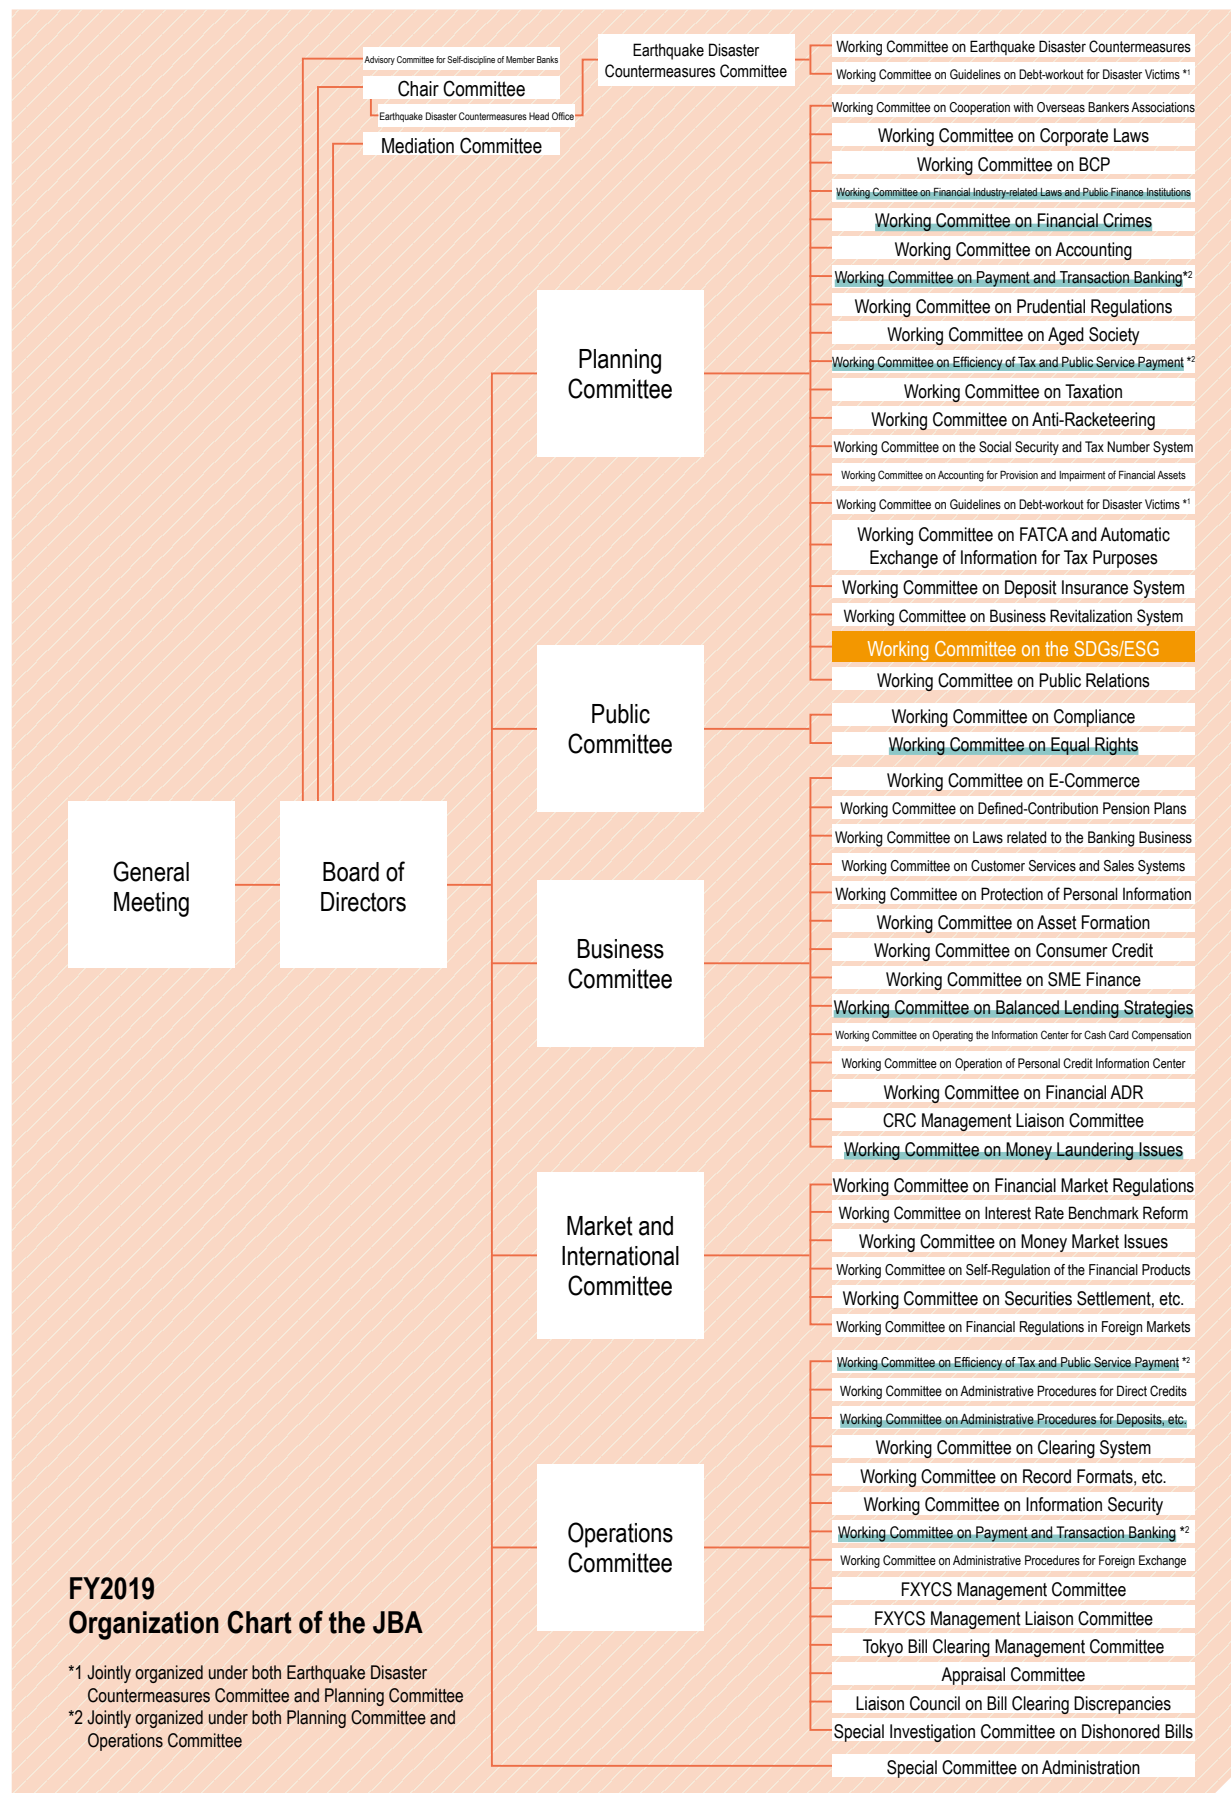 Advisory Committee for Self-discipline of Member Banks
Chair Committee
Earthquake Disaster Countermeasures Head Office
Mediation Committee
Earthquake Disaster
Countermeasures Committee
Working Committee on Earthquake Disaster Countermeasures
Working Committee on Guidelines on Debt-workout for Disaster Victims *1
Working Committee on Cooperation with Overseas Bankers Associations
Working Committee on Corporate Laws
Working Committee on BCP
Working Committee on Financial Industry-related Laws and Public Finance Institutions
Working Committee on Financial Crimes
Working Committee on Accounting
Working Committee on Payment and Transaction Banking*2
Working Committee on Prudential Regulations
Working Committee on Aged Society
Working Committee on Efficiency of Tax and Public Service Payment *2
Working Committee on Taxation
Working Committee on Anti-Racketeering
Working Committee on the Social Security and Tax Number System
Working Committee on Accounting for Provision and Impairment of Financial Assets
Working Committee on Guidelines on Debt-workout for Disaster Victims *1
Working Committee on FATCA and Automatic
Exchange of Information for Tax Purposes
Working Committee on Deposit Insurance System
Working Committee on Business Revitalization System
Working Committee on the SDGs/ESG
Working Committee on Public Relations
Planning
Committee
Public
Committee
Working Committee on Compliance
Working Committee on Equal Rights
General
Meeting
Board of
Directors
Business
Committee
Working Committee on E-Commerce
Working Committee on Defined-Contribution Pension Plans
Working Committee on Laws related to the Banking Business
Working Committee on Customer Services and Sales Systems
Working Committee on Protection of Personal Information
Working Committee on Asset Formation
Working Committee on Consumer Credit
Working Committee on SME Finance
Working Committee on Balanced Lending Strategies
Working Committee on Operating the Information Center for Cash Card Compensation
Working Committee on Operation of Personal Credit Information Center
Working Committee on Financial ADR
CRC Management Liaison Committee
Working Committee on Money Laundering Issues
Market and
International
Committee
Working Committee on Financial Market Regulations
Working Committee on Interest Rate Benchmark Reform
Working Committee on Money Market Issues
Working Committee on Self-Regulation of the Financial Products
Working Committee on Securities Settlement, etc.
Working Committee on Financial Regulations in Foreign Markets
Operations
Committee
Working Committee on Efficiency of Tax and Public Service Payment *2
Working Committee on Administrative Procedures for Direct Credits
Working Committee on Administrative Procedures for Deposits, etc.
Working Committee on Clearing System
Working Committee on Record Formats, etc.
Working Committee on Information Security
Working Committee on Payment and Transaction Banking *2
Working Committee on Administrative Procedures for Foreign Exchange
FXYCS Management Committee
FXYCS Management Liaison Committee
Tokyo Bill Clearing Management Committee
Appraisal Committee
Liaison Council on Bill Clearing Discrepancies
Special Investigation Committee on Dishonored Bills
Special Committee on Administration
FY2019
Organization Chart of the JBA
*1 Jointly organized under both Earthquake Disaster
Countermeasures Committee and Planning Committee
*2 Jointly organized under both Planning Committee and
Operations Committee